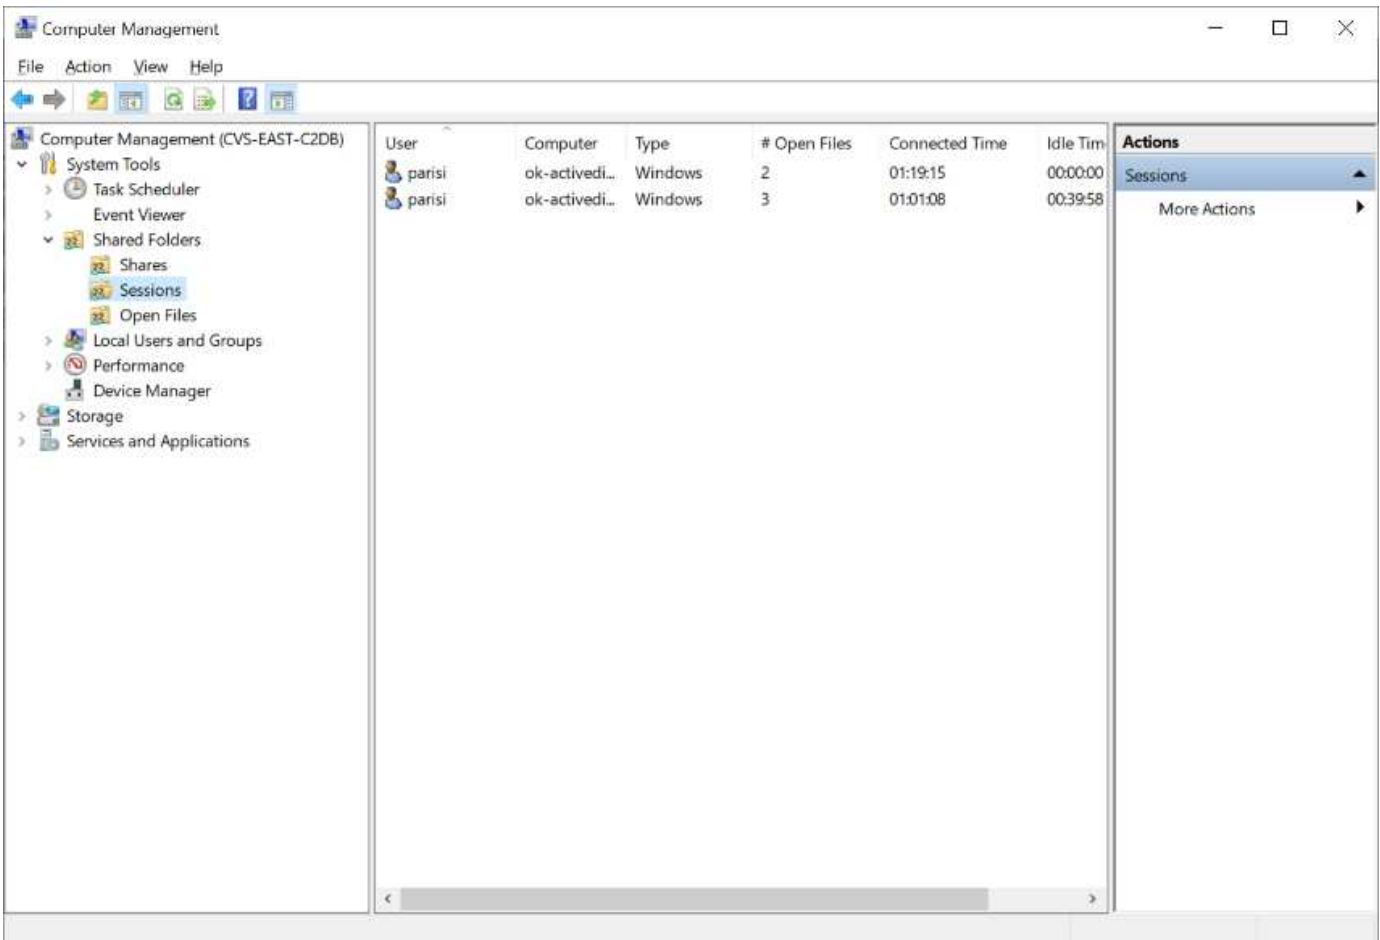 Computer Management
File Action View Help
Computer Management (CVS-EAST-C2DB)
System Tools
Task Scheduler
Event Viewer
Shared Folders
Shares
Sessions
Open Files
Local Users and Groups
Performance
Device Manager
Storage
Services and Applications
User Computer Type # Open Files Connected Time Idle Tim
parisi ok-activedi... Windows 2 01:19:15 00:00:00
parisi ok-activedi... Windows 3 01:01:08 00:39:58
Actions
Sessions
More Actions